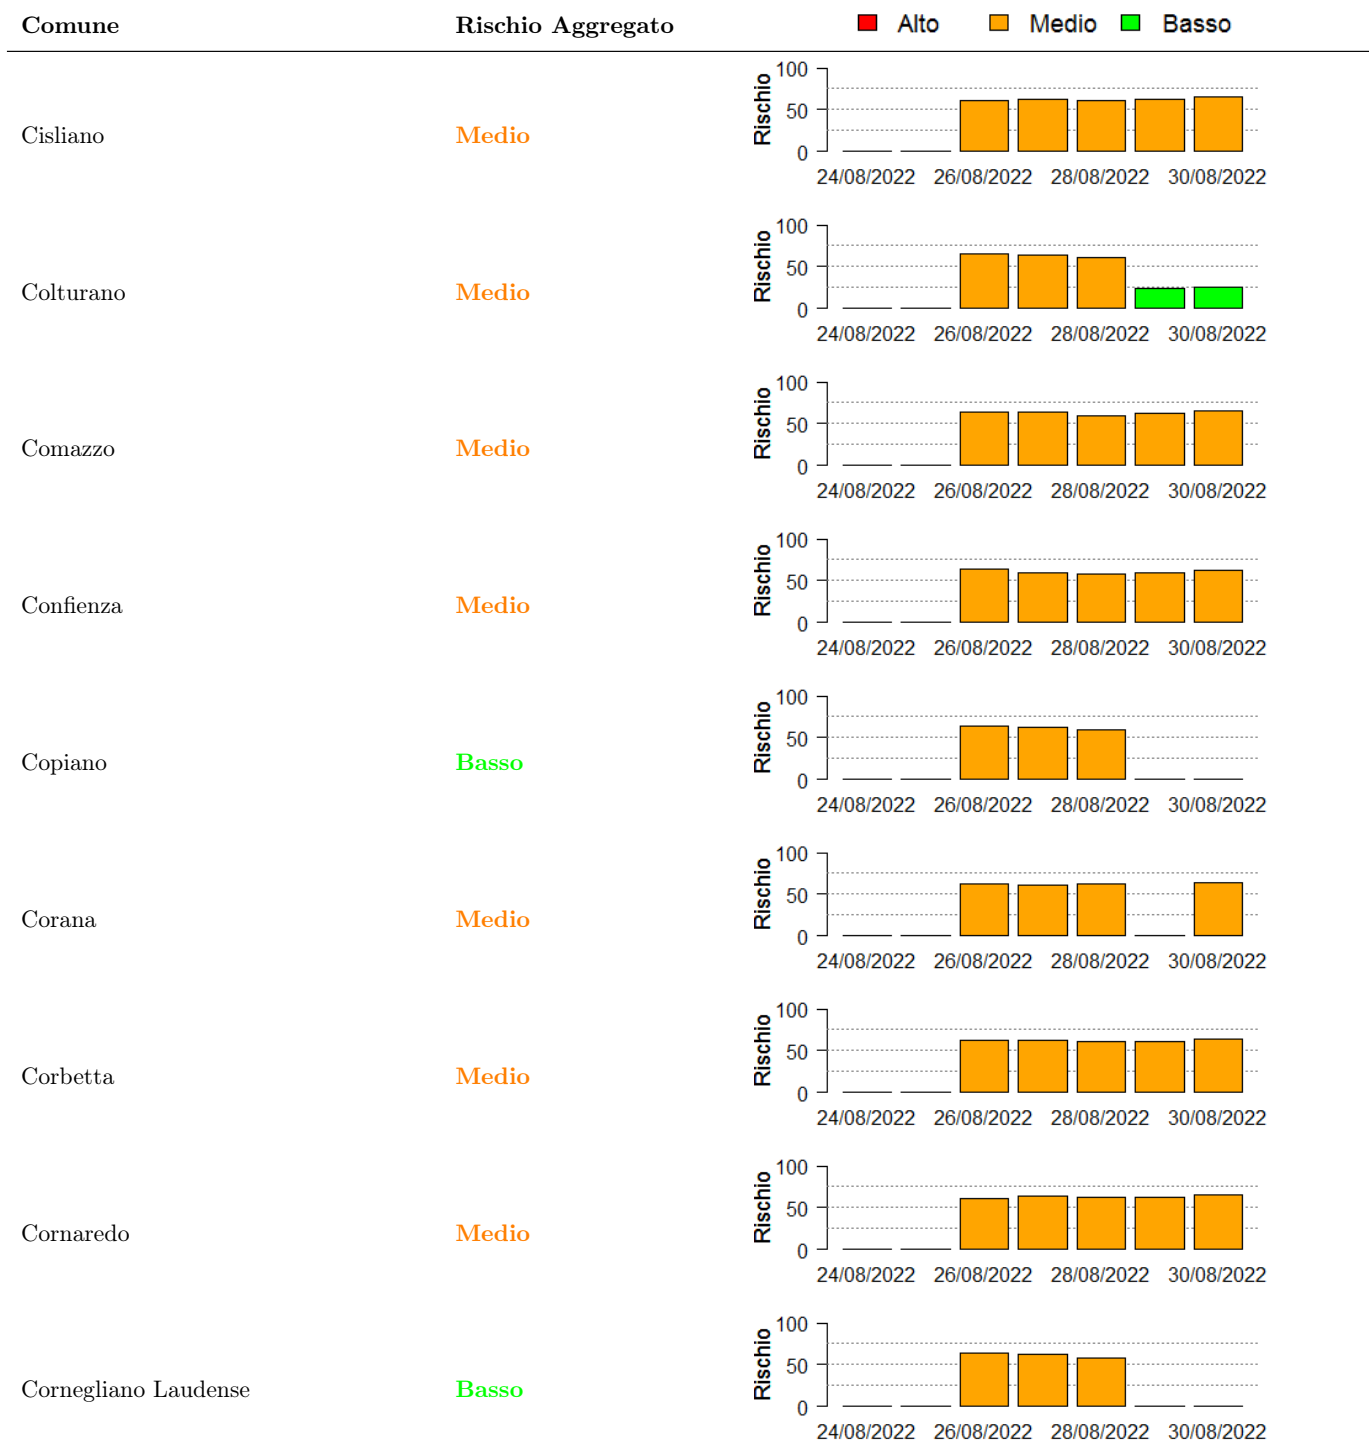 Comune Rischio Aggregato Alto Medio Basso
Cisliano Medio Rischio 100 50 0
24/08/2022 26/08/2022 28/08/2022 30/08/2022
Colturano Medio Rischio 100 50 0
24/08/2022 26/08/2022 28/08/2022 30/08/2022
Comazzo Medio Rischio 100 50 0
24/08/2022 26/08/2022 28/08/2022 30/08/2022
Confienza Medio Rischio 100 50 0
24/08/2022 26/08/2022 28/08/2022 30/08/2022
Copiano Basso Rischio 100 50 0
24/08/2022 26/08/2022 28/08/2022 30/08/2022
Corana Medio Rischio 100 50 0
24/08/2022 26/08/2022 28/08/2022 30/08/2022
Corbetta Medio Rischio 100 50 0
24/08/2022 26/08/2022 28/08/2022 30/08/2022
Cornaredo Medio Rischio 100 50 0
24/08/2022 26/08/2022 28/08/2022 30/08/2022
Cornegliano Laudense Basso Rischio 100 50 0
24/08/2022 26/08/2022 28/08/2022 30/08/2022